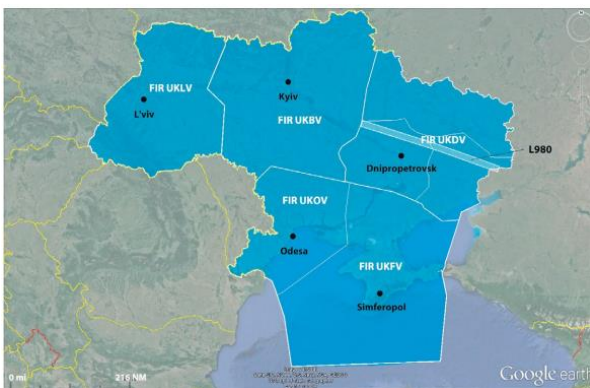 FIR UKLV
L'viv
Kyiv
FIR UKBV
FIR UKDV
L980
Dnipropetrovsk
FIR UKOV
Odesa
FIR UKFV
Simferopol
0 mi
216 NM
Google earth